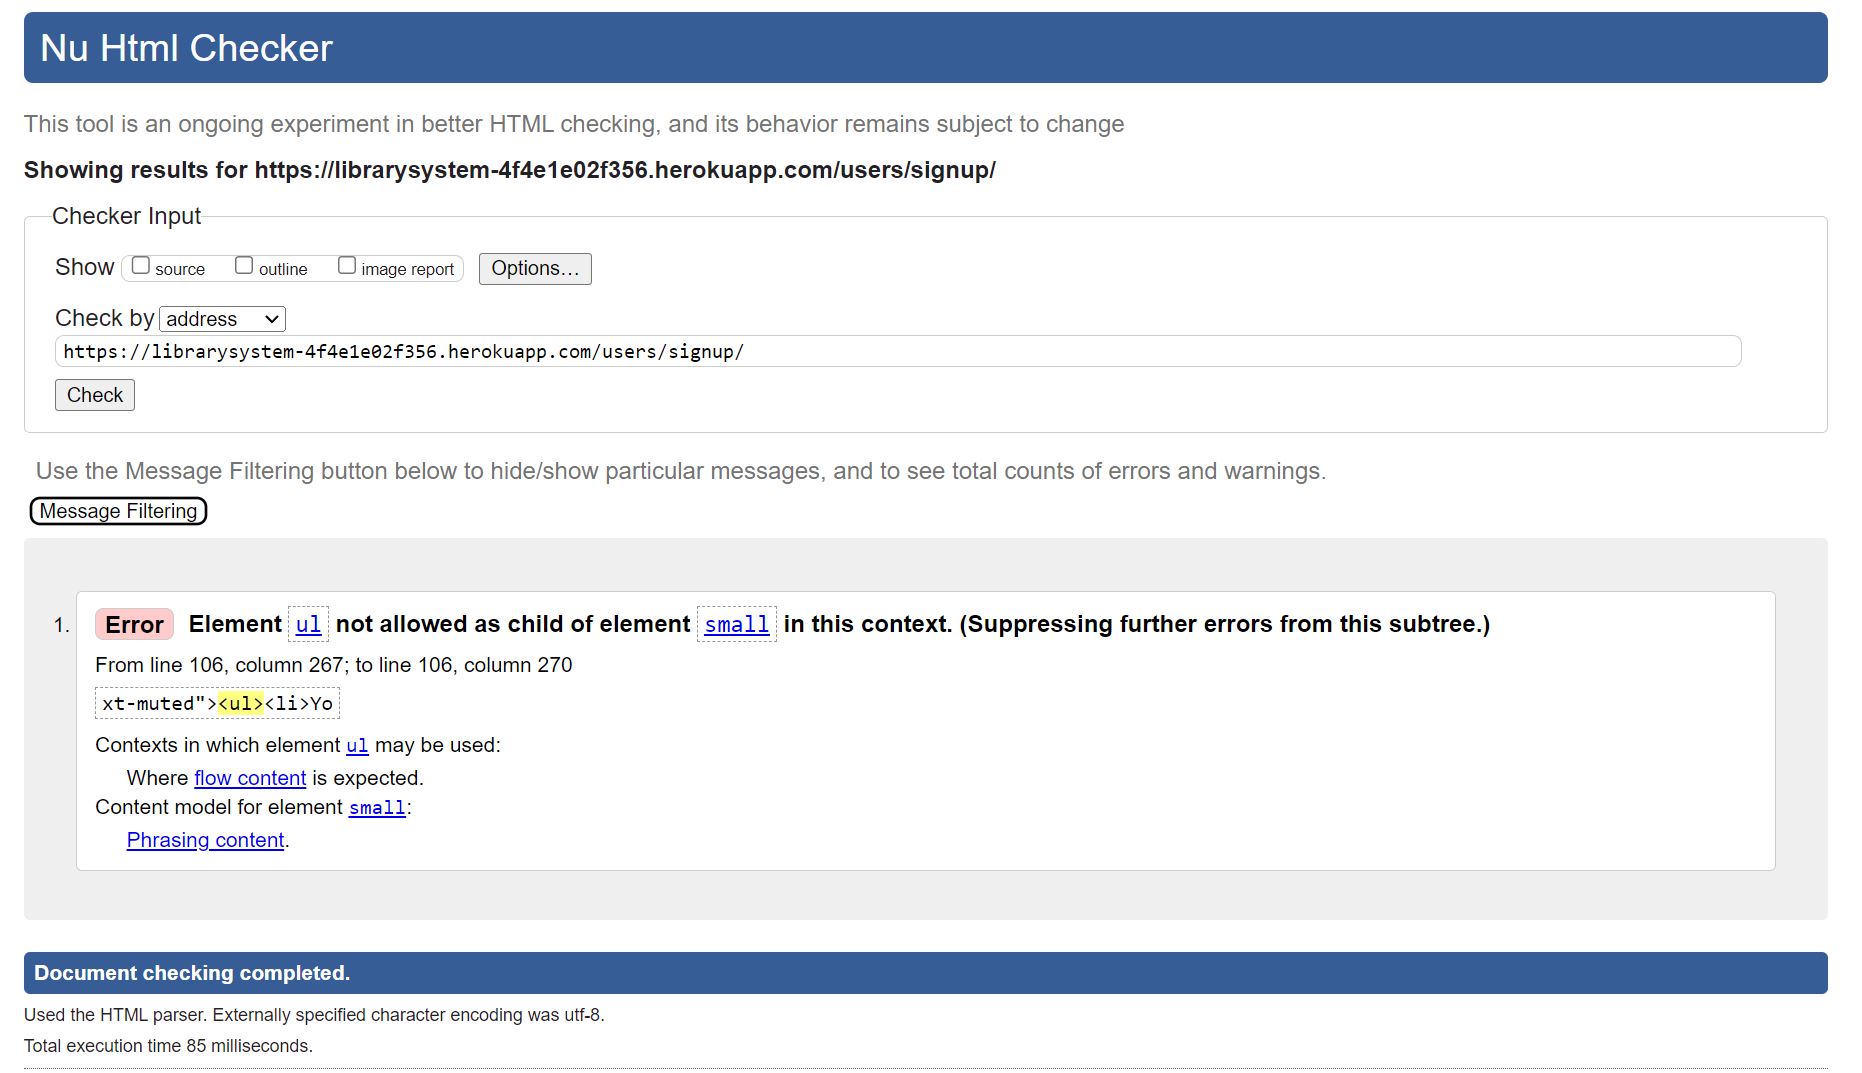 Nu Html Checker
This tool is an ongoing experiment in better HTML checking, and its behavior remains subject to change
Showing results for https://librarysystem-4f4e1e02f356.herokuapp.com/users/signup/
Checker Input
Show source outline image report Options...
Check by address
https://librarysystem-4f4e1e02f356.herokuapp.com/users/signup/
Check
Use the Message Filtering button below to hide/show particular messages, and to see total counts of errors and warnings.
Message Filtering
1. Error Element ul not allowed as child of element small in this context. (Suppressing further errors from this subtree.)
From line 106, column 267; to line 106, column 270
xt-muted"><ul><li>Yo
Contexts in which element ul may be used:
Where flow content is expected.
Content model for element small:
Phrasing content.
Document checking completed.
Used the HTML parser. Externally specified character encoding was utf-8.
Total execution time 85 milliseconds.